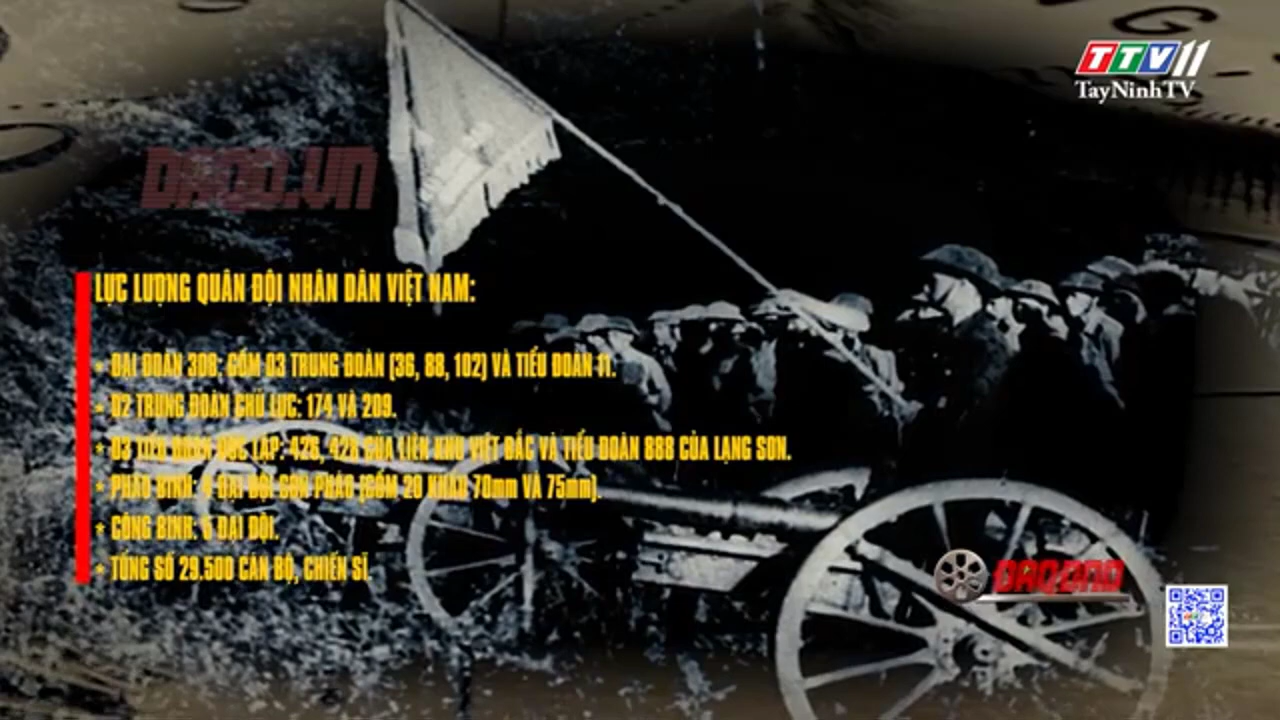 TTV11
TayNinhTV
DAQD.VN
LỰC LƯỢNG QUÂN ĐỘI NHÂN DÂN VIỆT NAM:
* ĐẠI ĐOÀN 308: GỒM 03 TRUNG ĐOÀN (36, 88, 102) VÀ TIỂU ĐOÀN 11.
* 02 TRUNG ĐOÀN CHỦ LỰC: 174 VÀ 209.
* 03 TIỂU ĐOÀN ĐỘC LẬP: 426, 428 CỦA LIÊN KHU VIỆT BẮC VÀ TIỂU ĐOÀN 888 CỦA LẠNG SƠN.
* PHÁO BINH: 4 ĐẠI ĐỘI SƠN PHÁO (GỒM 20 KHẨU 70mm VÀ 75mm).
* CÔNG BINH: 5 ĐẠI ĐỘI.
* TỔNG SỐ 29.500 CÁN BỘ, CHIẾN SĨ.